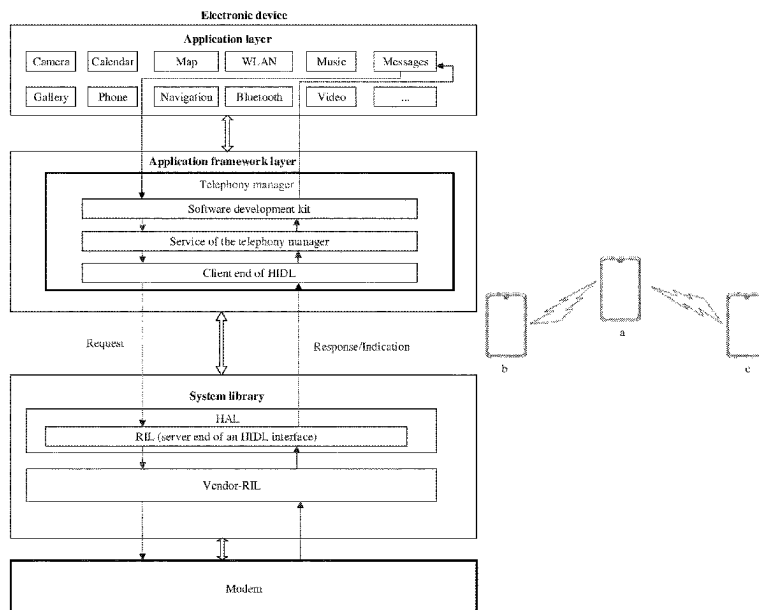 Electronic device
Application layer
Camera Calendar Map WLAN Music Messages
Gallery Phone Navigation Bluetooth Video ...
Application framework layer
Telephony manager
Software development kit
Service of the telephony manager
Client end of HIDL
Request Response/Indication
System library
HAL
RIL (server end of an HIDL interface)
Vendor-RIL
Modem
a
b c